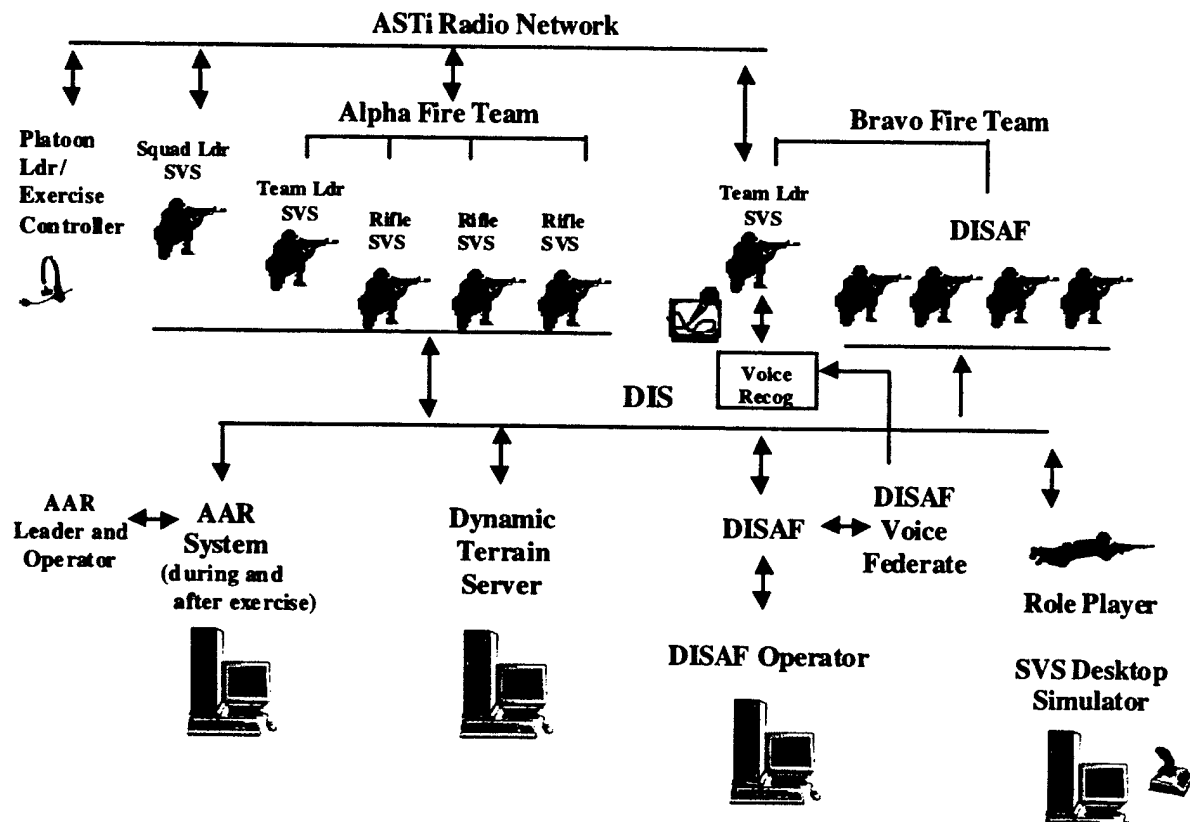 ASTi Radio Network
Alpha Fire Team
Bravo Fire Team
Platoon
Ldr/
Exercise
Controller
Squad Ldr
SVS
Team Ldr
SVS
Rifle
SVS
Rifle
SVS
Rifle
SVS
Team Ldr
SVS
DISAF
Voice
Recog
DIS
AAR
Leader and
Operator
AAR
System
(during and
after exercise)
Dynamic
Terrain
Server
DISAF
DISAF
Voice
Federate
DISAF Operator
Role Player
SVS Desktop
Simulator